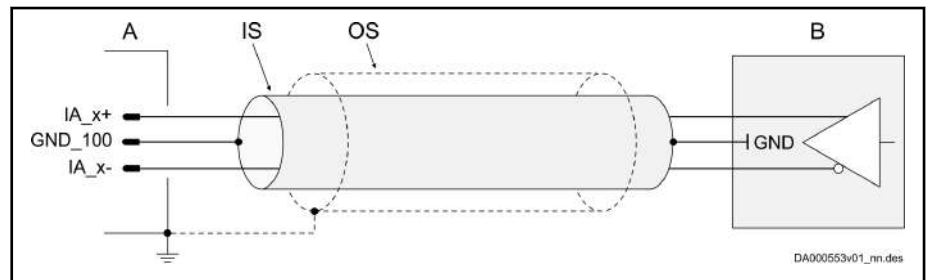 A
IS
OS
B
IA_x+
GND_100
IA_x-
GND
DA000553v01_nn.des